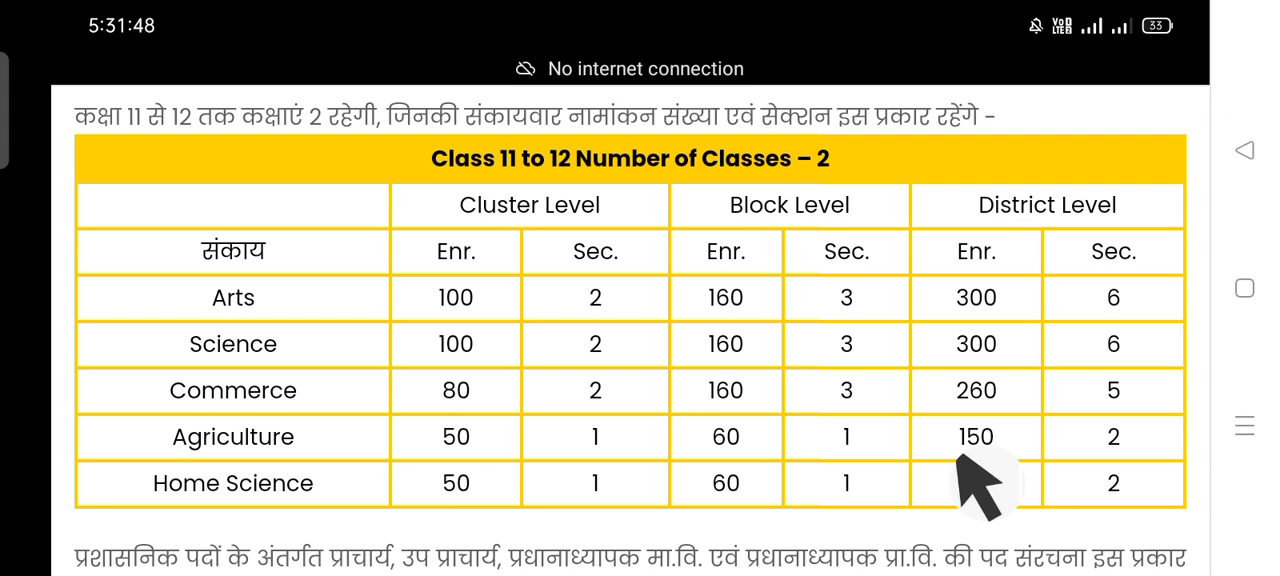 5:31:48
VoD LTE2 33
No internet connection
कक्षा 11 से 12 तक कक्षाएं 2 रहेगी, जिनकी संकायवार नामांकन संख्या एवं सेक्शन इस प्रकार रहेंगे -
Class 11 to 12 Number of Classes – 2
Cluster Level Block Level District Level
संकाय Enr. Sec. Enr. Sec. Enr. Sec.
Arts 100 2 160 3 300 6
Science 100 2 160 3 300 6
Commerce 80 2 160 3 260 5
Agriculture 50 1 60 1 150 2
Home Science 50 1 60 1 2
प्रशासनिक पदों के अंतर्गत प्राचार्य, उप प्राचार्य, प्रधानाध्यापक मा.वि. एवं प्रधानाध्यापक प्रा.वि. की पद संरचना इस प्रकार